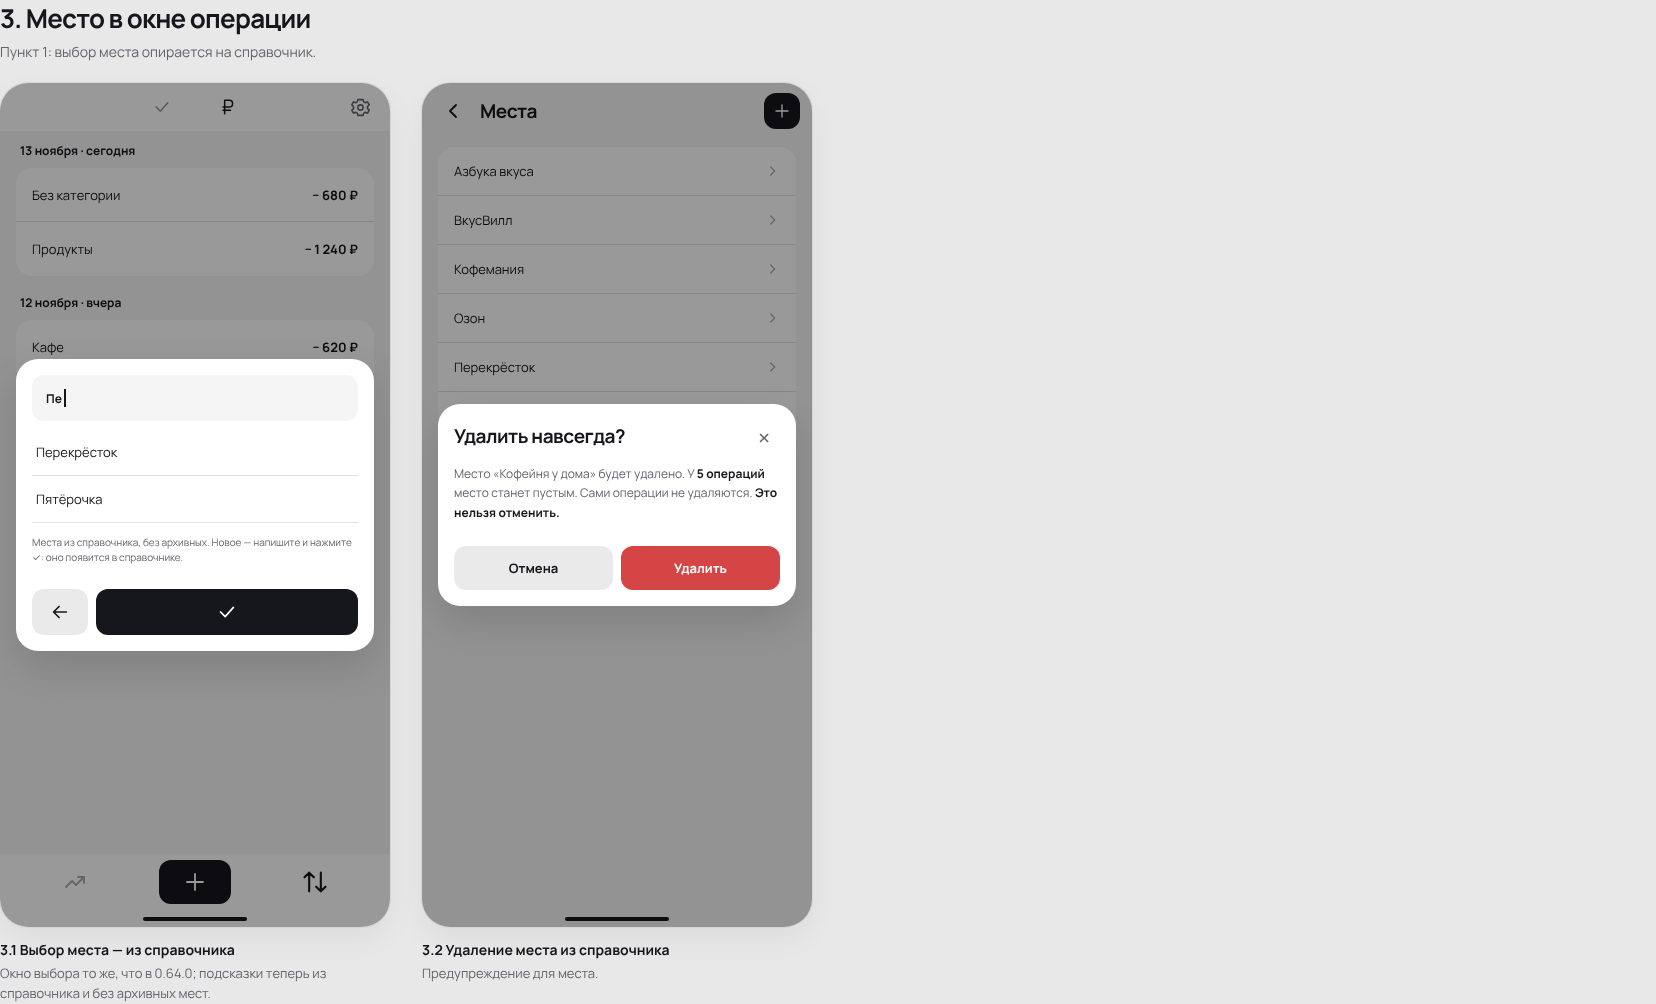 3. Место в окне операции
Пункт 1: выбор места опирается на справочник.
₽
13 ноября · сегодня
Без категории
− 680 ₽
Продукты
− 1 240 ₽
12 ноября · вчера
Кафе
− 620 ₽
Пе
Перекрёсток
Пятёрочка
Места из справочника, без архивных. Новое — напишите и нажмите
✓: оно появится в справочнике.
3.1 Выбор места — из справочника
Окно выбора то же, что в 0.64.0; подсказки теперь из
справочника и без архивных мест.
Места
Азбука вкуса
ВкусВилл
Кофемания
Озон
Перекрёсток
Удалить навсегда?
Место «Кофейня у дома» будет удалено. У 5 операций
место станет пустым. Сами операции не удаляются. Это
нельзя отменить.
Отмена
Удалить
3.2 Удаление места из справочника
Предупреждение для места.